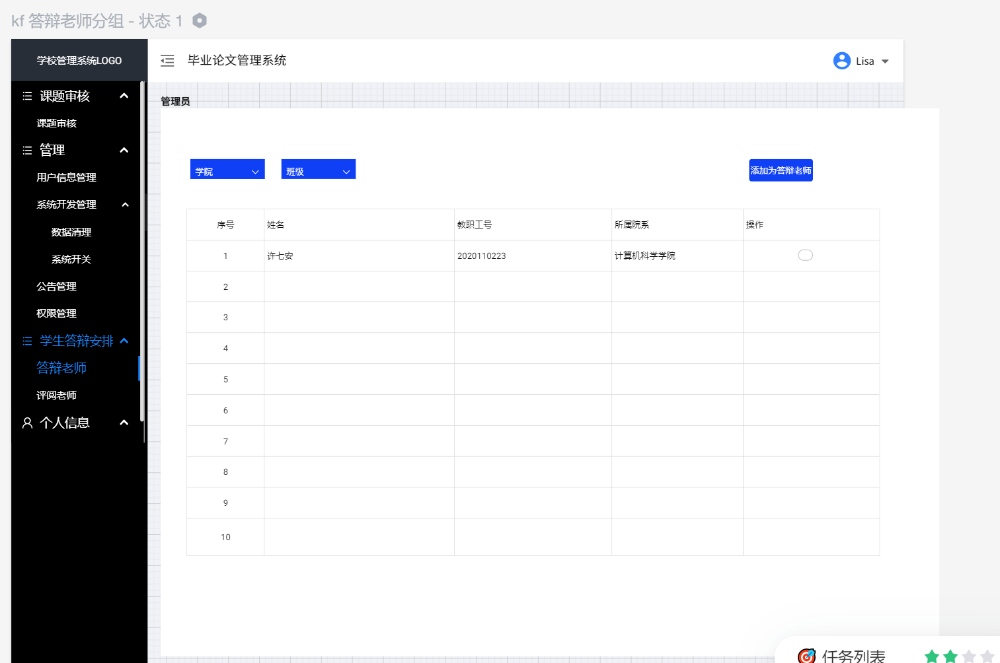 kf 答辩老师分组 - 状态 1
学校管理系统LOGO
毕业论文管理系统
Lisa
课题审核
课题审核
管理
用户信息管理
系统开发管理
数据清理
系统开关
公告管理
权限管理
学生答辩安排
答辩老师
评阅老师
个人信息
管理员
学院 班级 添加为答辩老师
序号 姓名 教职工号 所属院系 操作
1 许七安 2020110223 计算机科学学院
2
3
4
5
6
7
8
9
10
任务列表